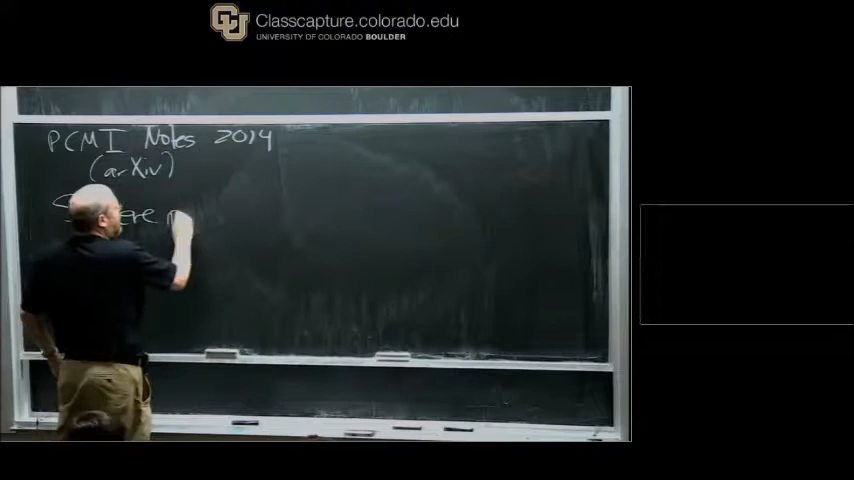 Classcapture.colorado.edu
UNIVERSITY OF COLORADO BOULDER
PCMI Notes 2014
(arXiv)